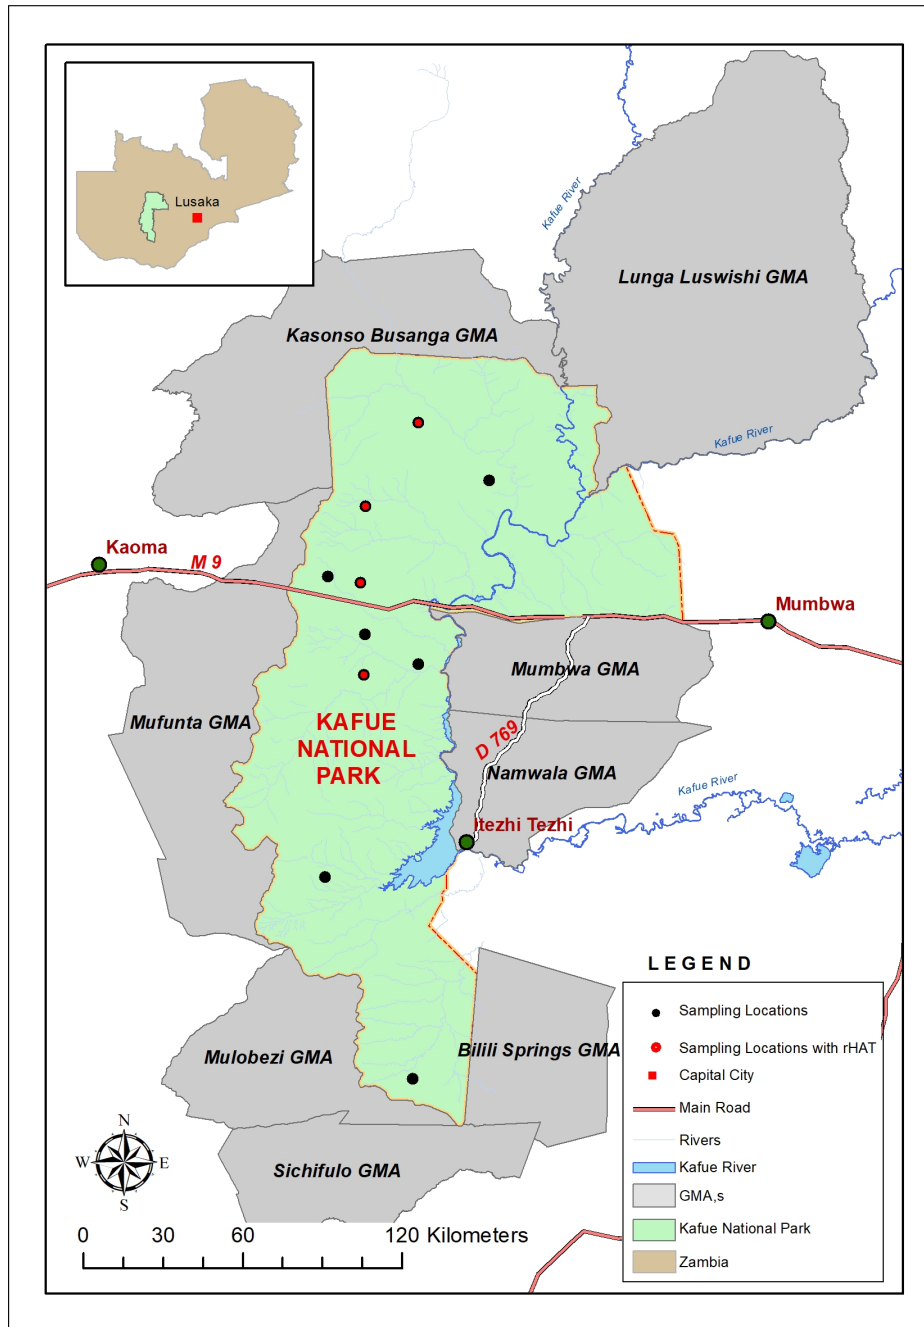 Lusaka
Kafue River
Lunga Luswishi GMA
Kasonso Busanga GMA
Kafue River
Kaoma
M 9
Mumbwa
Mumbwa GMA
Mufunta GMA
KAFUE
NATIONAL
PARK
D 769
Namwala GMA
Kafue River
Itezhi Tezhi
Mulobezi GMA
Bilili Springs GMA
Sichifulo GMA
N
W
E
S
0
30
60
120 Kilometers
LEGEND
Sampling Locations
Sampling Locations with rHAT
Capital City
Main Road
Rivers
Kafue River
GMA,s
Kafue National Park
Zambia